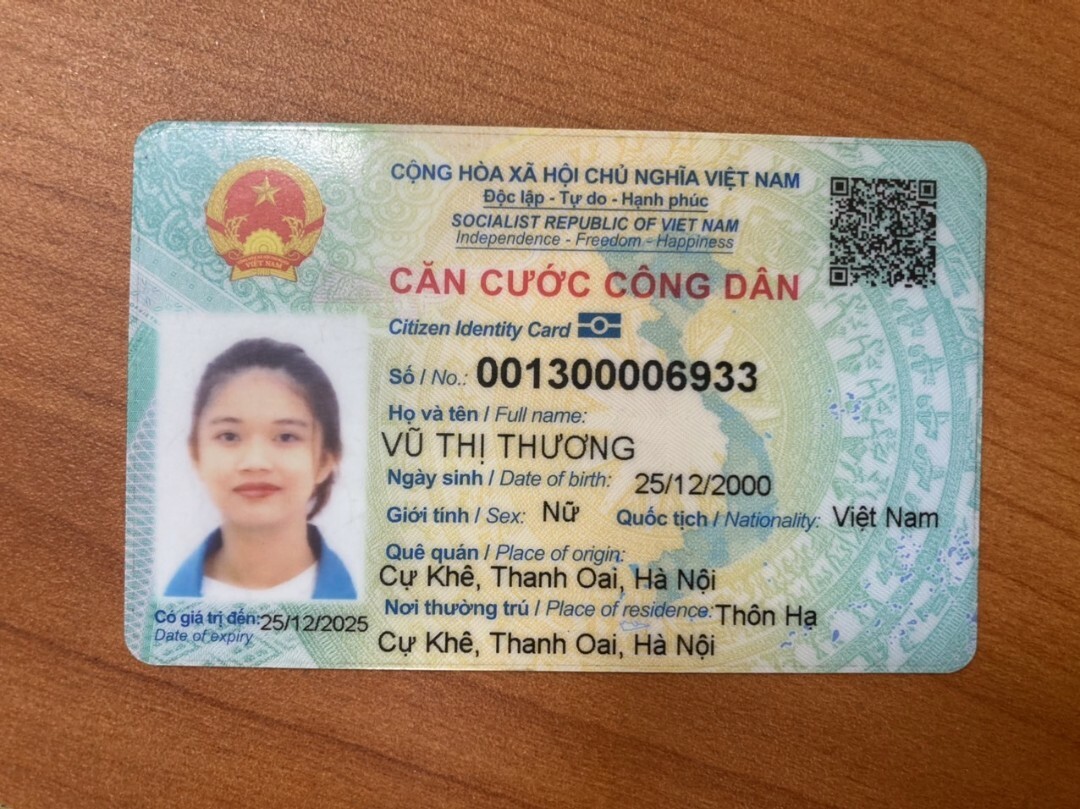 CỘNG HÒA XÃ HỘI CHỦ NGHĨA VIỆT NAM
Độc lập - Tự do - Hạnh phúc
SOCIALIST REPUBLIC OF VIET NAM
Independence - Freedom - Happiness
CĂN CƯỚC CÔNG DÂN
Citizen Identity Card
Số / No.: 001300006933
Họ và tên / Full name:
VŨ THỊ THƯƠNG
Ngày sinh / Date of birth: 25/12/2000
Giới tính / Sex: Nữ Quốc tịch / Nationality: Việt Nam
Quê quán / Place of origin:
Cự Khê, Thanh Oai, Hà Nội
Nơi thường trú / Place of residence: Thôn Hạ
Cự Khê, Thanh Oai, Hà Nội
Có giá trị đến: 25/12/2025
Date of expiry